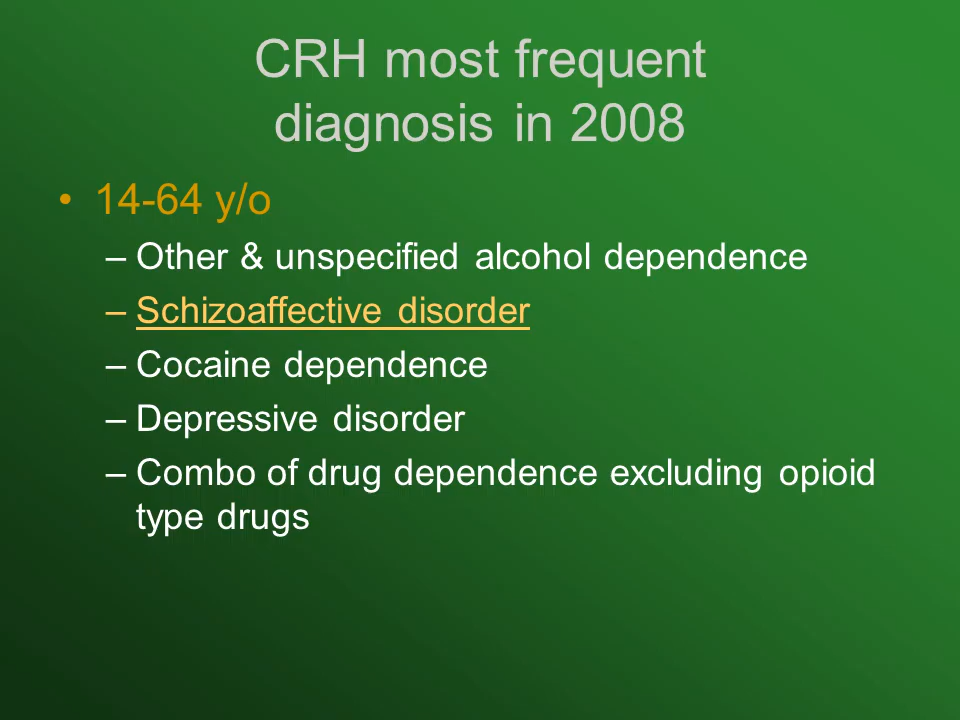 CRH most frequent
diagnosis in 2008
• 14-64 y/o
– Other & unspecified alcohol dependence
– Schizoaffective disorder
– Cocaine dependence
– Depressive disorder
– Combo of drug dependence excluding opioid
type drugs